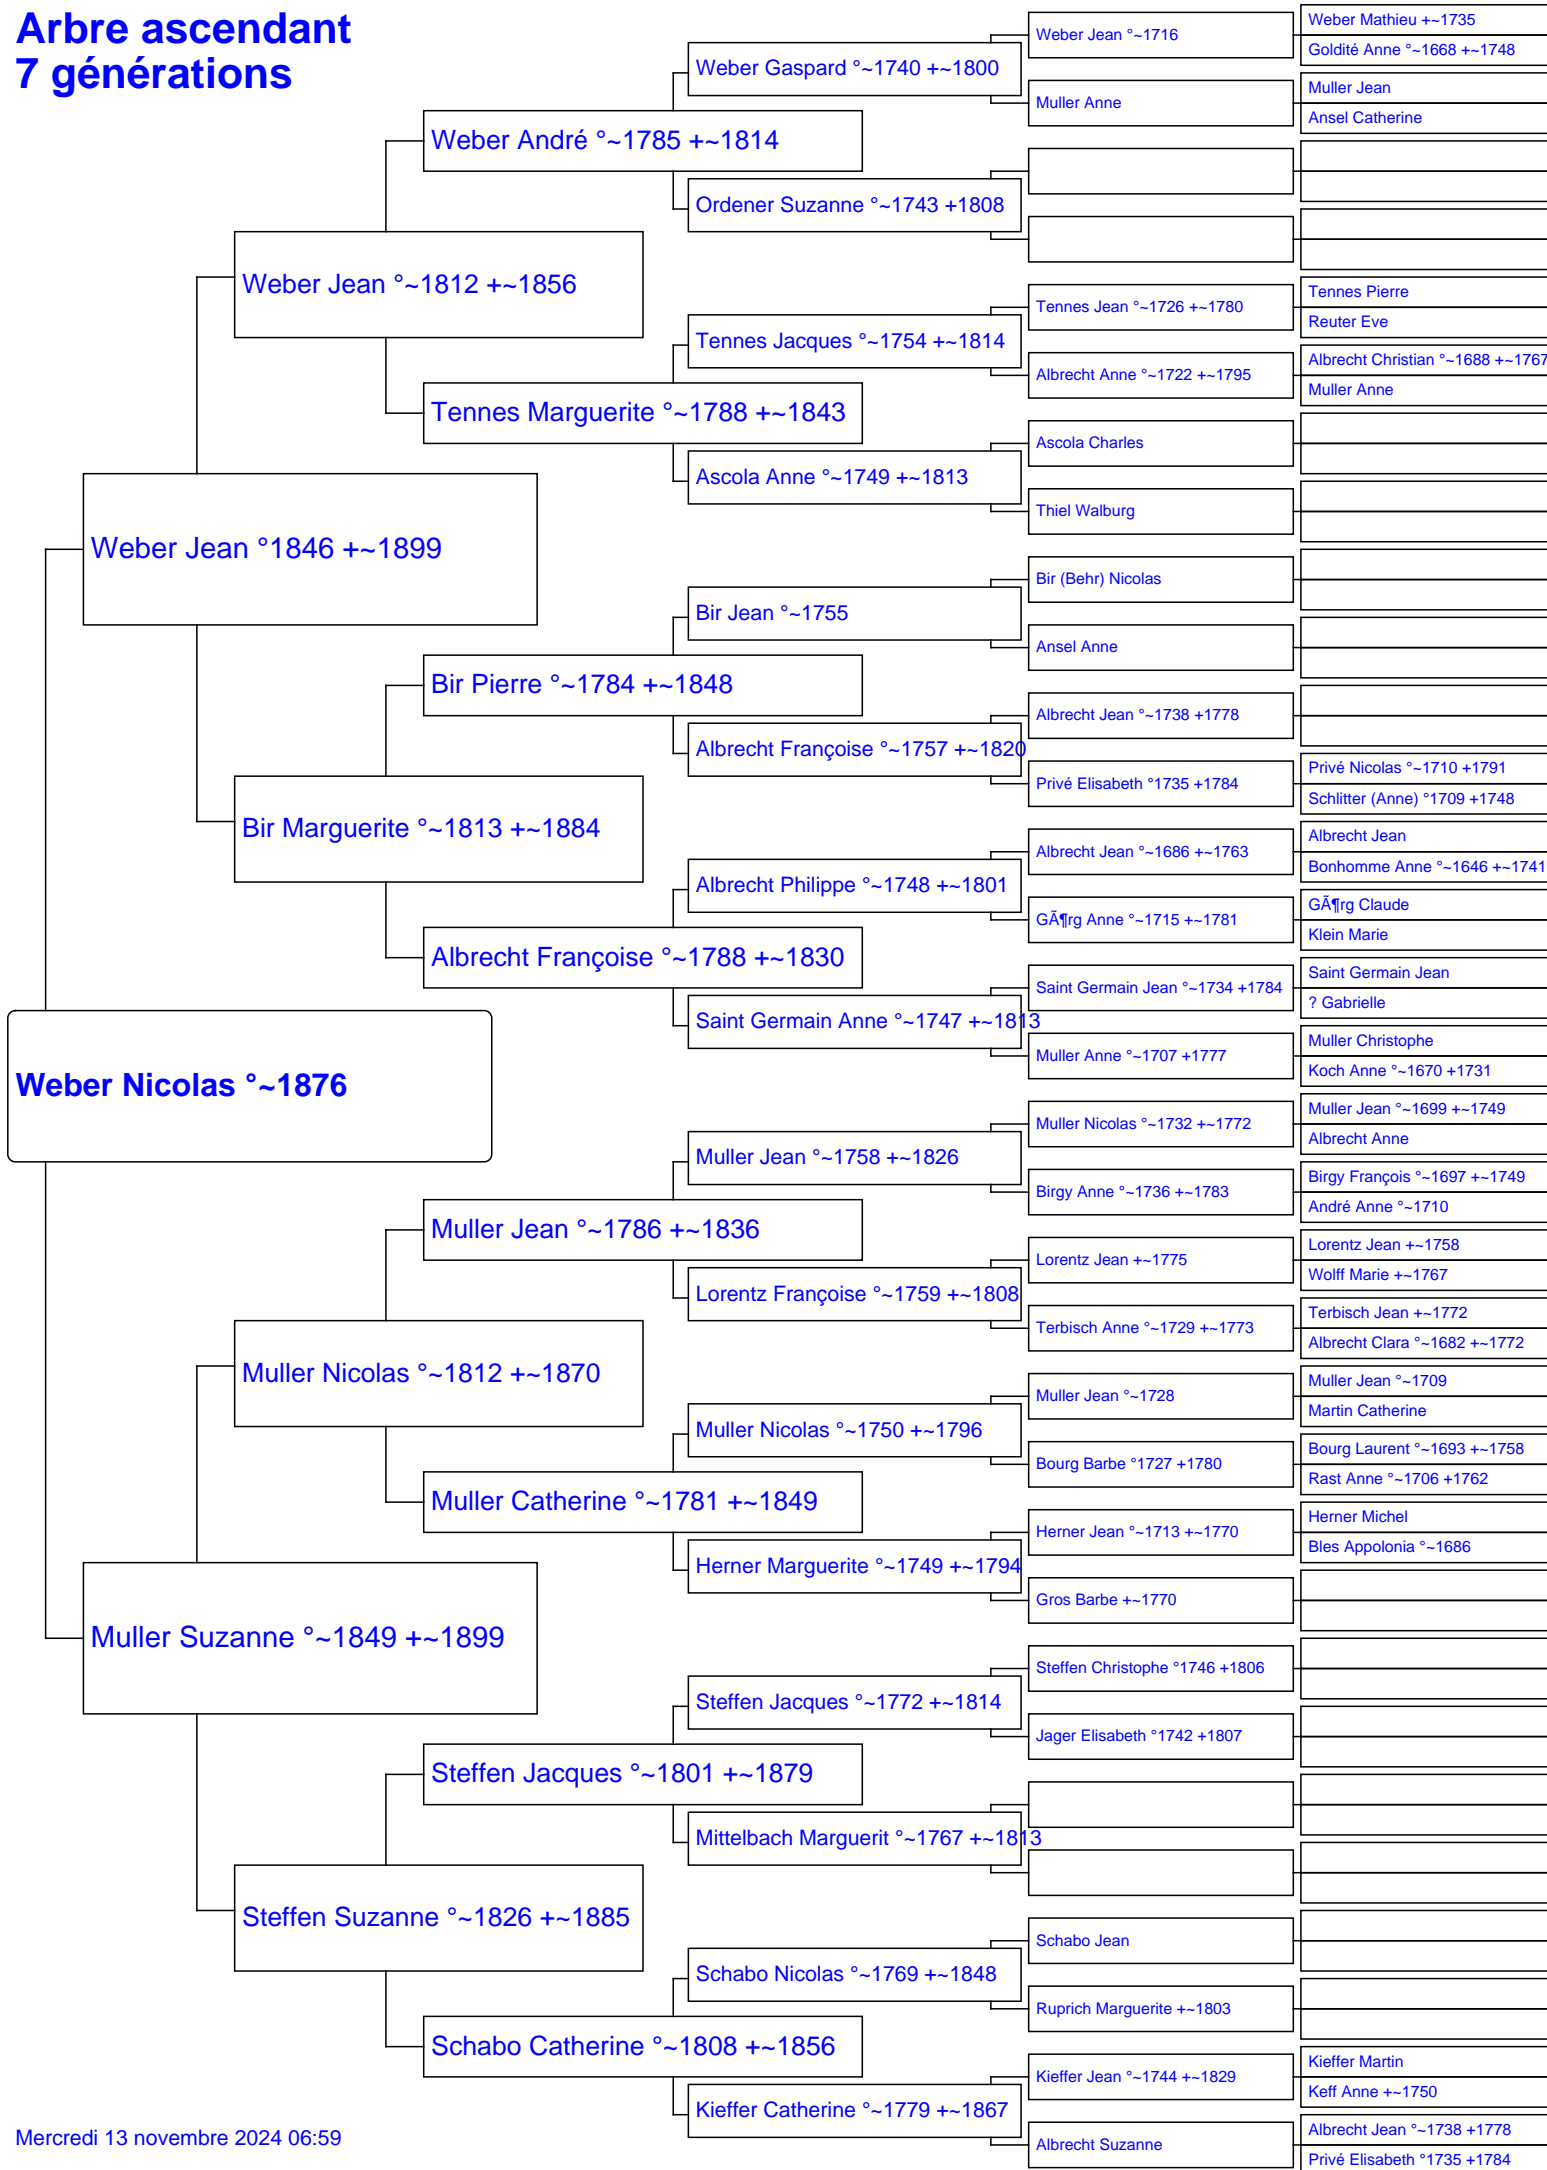 Arbre ascendant
7 générations
Weber Nicolas °~1876
Weber Jean °1846 +~1899
Muller Suzanne °~1849 +~1899
Weber Jean °~1812 +~1856
Bir Marguerite °~1813 +~1884
Muller Nicolas °~1812 +~1870
Steffen Suzanne °~1826 +~1885
Weber André °~1785 +~1814
Tennes Marguerite °~1788 +~1843
Bir Pierre °~1784 +~1848
Albrecht Françoise °~1788 +~1830
Muller Jean °~1786 +~1836
Muller Catherine °~1781 +~1849
Steffen Jacques °~1801 +~1879
Schabo Catherine °~1808 +~1856
Weber Gaspard °~1740 +~1800
Ordener Suzanne °~1743 +1808
Tennes Jacques °~1754 +~1814
Ascola Anne °~1749 +~1813
Bir Jean °~1755
Albrecht Françoise °~1757 +~1820
Albrecht Philippe °~1748 +~1801
Saint Germain Anne °~1747 +~1813
Muller Jean °~1758 +~1826
Lorentz Françoise °~1759 +~1808
Muller Nicolas °~1750 +~1796
Herner Marguerite °~1749 +~1794
Steffen Jacques °~1772 +~1814
Mittelbach Marguerit °~1767 +~1813
Schabo Nicolas °~1769 +~1848
Kieffer Catherine °~1779 +~1867
Weber Jean °~1716
Muller Anne
Tennes Jean °~1726 +~1780
Albrecht Anne °~1722 +~1795
Ascola Charles
Thiel Walburg
Bir (Behr) Nicolas
Ansel Anne
Albrecht Jean °~1738 +1778
Privé Elisabeth °1735 +1784
Albrecht Jean °~1686 +~1763
GÃ¶rg Anne °~1715 +~1781
Saint Germain Jean °~1734 +1784
Muller Anne °~1707 +1777
Muller Nicolas °~1732 +~1772
Birgy Anne °~1736 +~1783
Lorentz Jean +~1775
Terbisch Anne °~1729 +~1773
Muller Jean °~1728
Bourg Barbe °1727 +1780
Herner Jean °~1713 +~1770
Gros Barbe +~1770
Steffen Christophe °1746 +1806
Jager Elisabeth °1742 +1807
Schabo Jean
Ruprich Marguerite +~1803
Kieffer Jean °~1744 +~1829
Albrecht Suzanne
Weber Mathieu +~1735
Goldité Anne °~1668 +~1748
Muller Jean
Ansel Catherine
Tennes Pierre
Reuter Eve
Albrecht Christian °~1688 +~1767
Muller Anne
Privé Nicolas °~1710 +1791
Schlitter (Anne) °1709 +1748
Albrecht Jean
Bonhomme Anne °~1646 +~1741
GÃ¶rg Claude
Klein Marie
Saint Germain Jean
? Gabrielle
Muller Christophe
Koch Anne °~1670 +1731
Muller Jean °~1699 +~1749
Albrecht Anne
Birgy François °~1697 +~1749
André Anne °~1710
Lorentz Jean +~1758
Wolff Marie +~1767
Terbisch Jean +~1772
Albrecht Clara °~1682 +~1772
Muller Jean °~1709
Martin Catherine
Bourg Laurent °~1693 +~1758
Rast Anne °~1706 +1762
Herner Michel
Bles Appolonia °~1686
Kieffer Martin
Keff Anne +~1750
Albrecht Jean °~1738 +1778
Privé Elisabeth °1735 +1784
Mercredi 13 novembre 2024 06:59